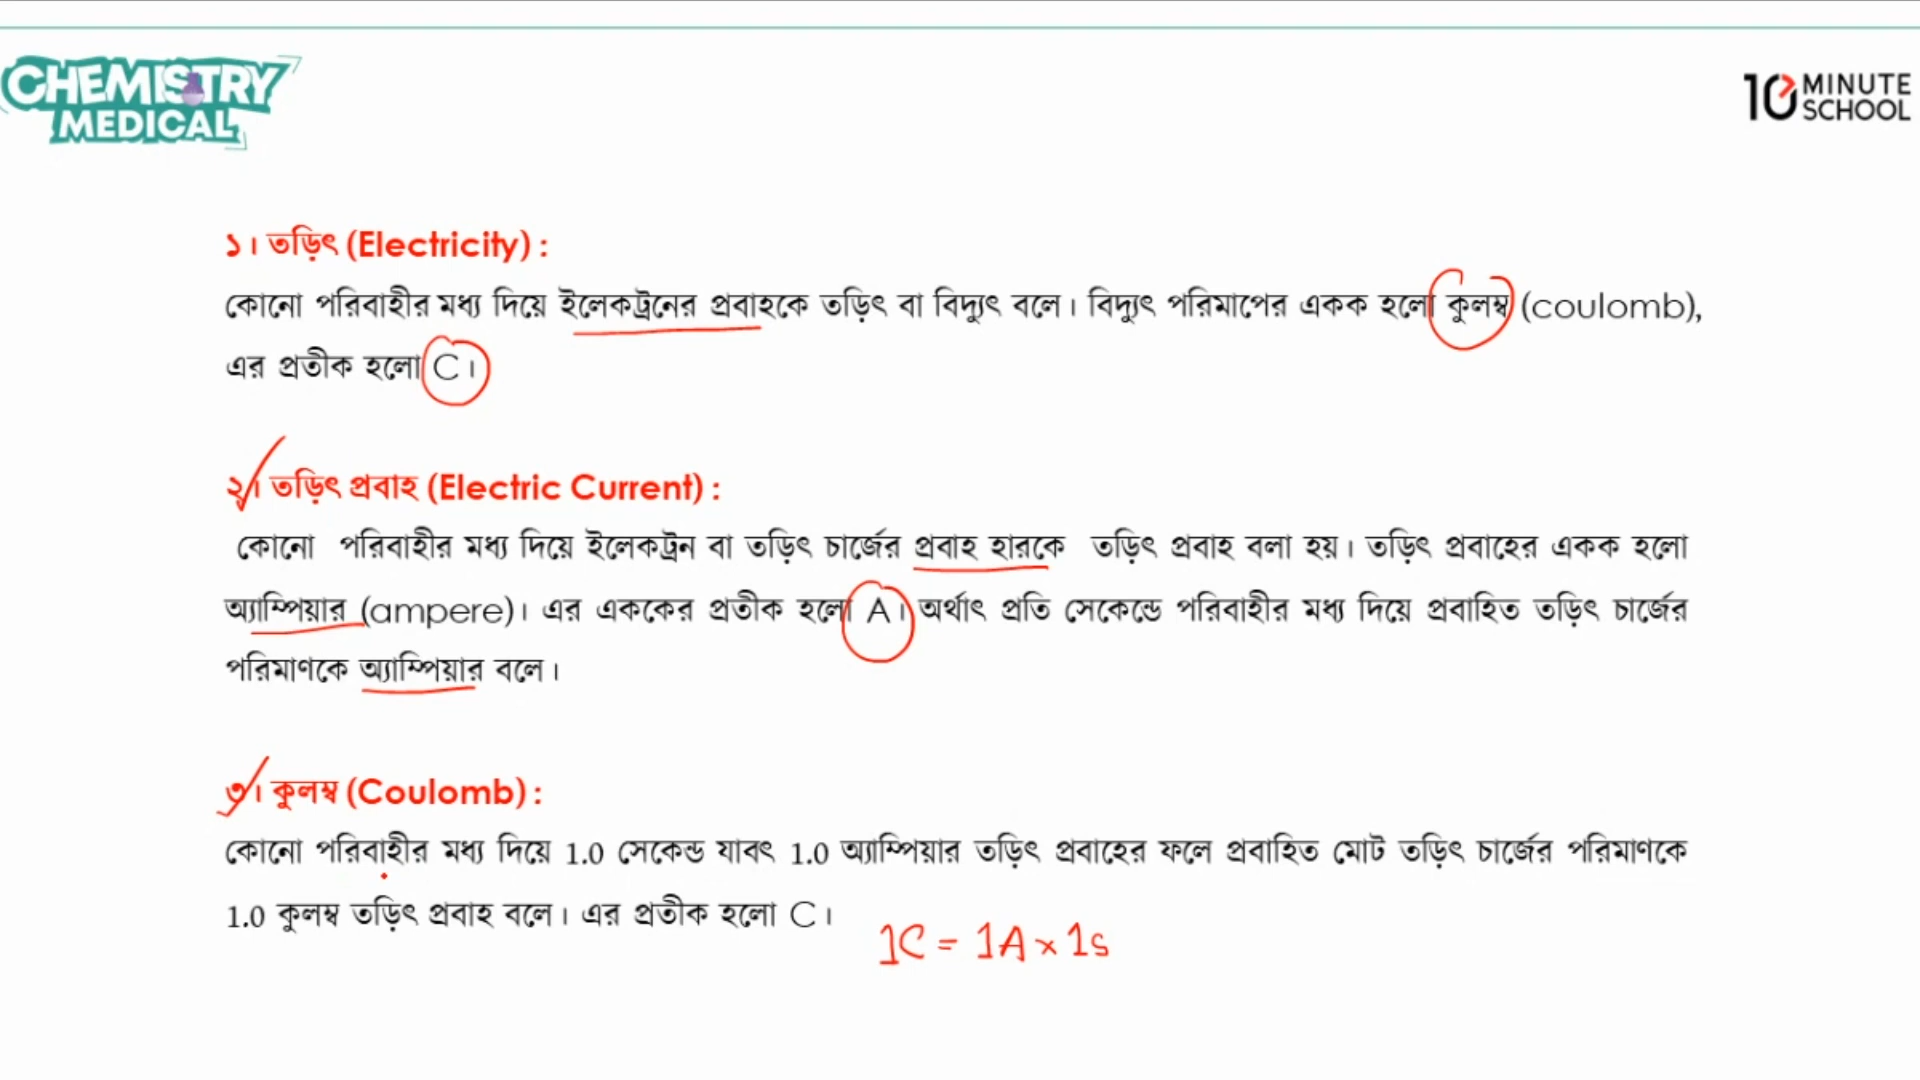 CHEMISTRY
MEDICAL
10 MINUTE
SCHOOL
১। তড়িৎ (Electricity) :
কোনো পরিবাহীর মধ্য দিয়ে ইলেকট্রনের প্রবাহকে তড়িৎ বা বিদ্যুৎ বলে। বিদ্যুৎ পরিমাপের একক হলো কুলম্ব (coulomb),
এর প্রতীক হলো C।
২। তড়িৎ প্রবাহ (Electric Current) :
কোনো পরিবাহীর মধ্য দিয়ে ইলেকট্রন বা তড়িৎ চার্জের প্রবাহ হারকে তড়িৎ প্রবাহ বলা হয়। তড়িৎ প্রবাহের একক হলো
অ্যাম্পিয়ার (ampere)। এর এককের প্রতীক হলো A। অর্থাৎ প্রতি সেকেন্ডে পরিবাহীর মধ্য দিয়ে প্রবাহিত তড়িৎ চার্জের
পরিমাণকে অ্যাম্পিয়ার বলে।
৩। কুলম্ব (Coulomb) :
কোনো পরিবাহীর মধ্য দিয়ে 1.0 সেকেন্ড যাবৎ 1.0 অ্যাম্পিয়ার তড়িৎ প্রবাহের ফলে প্রবাহিত মোট তড়িৎ চার্জের পরিমাণকে
1.0 কুলম্ব তড়িৎ প্রবাহ বলে। এর প্রতীক হলো C।
1C = 1A × 1s